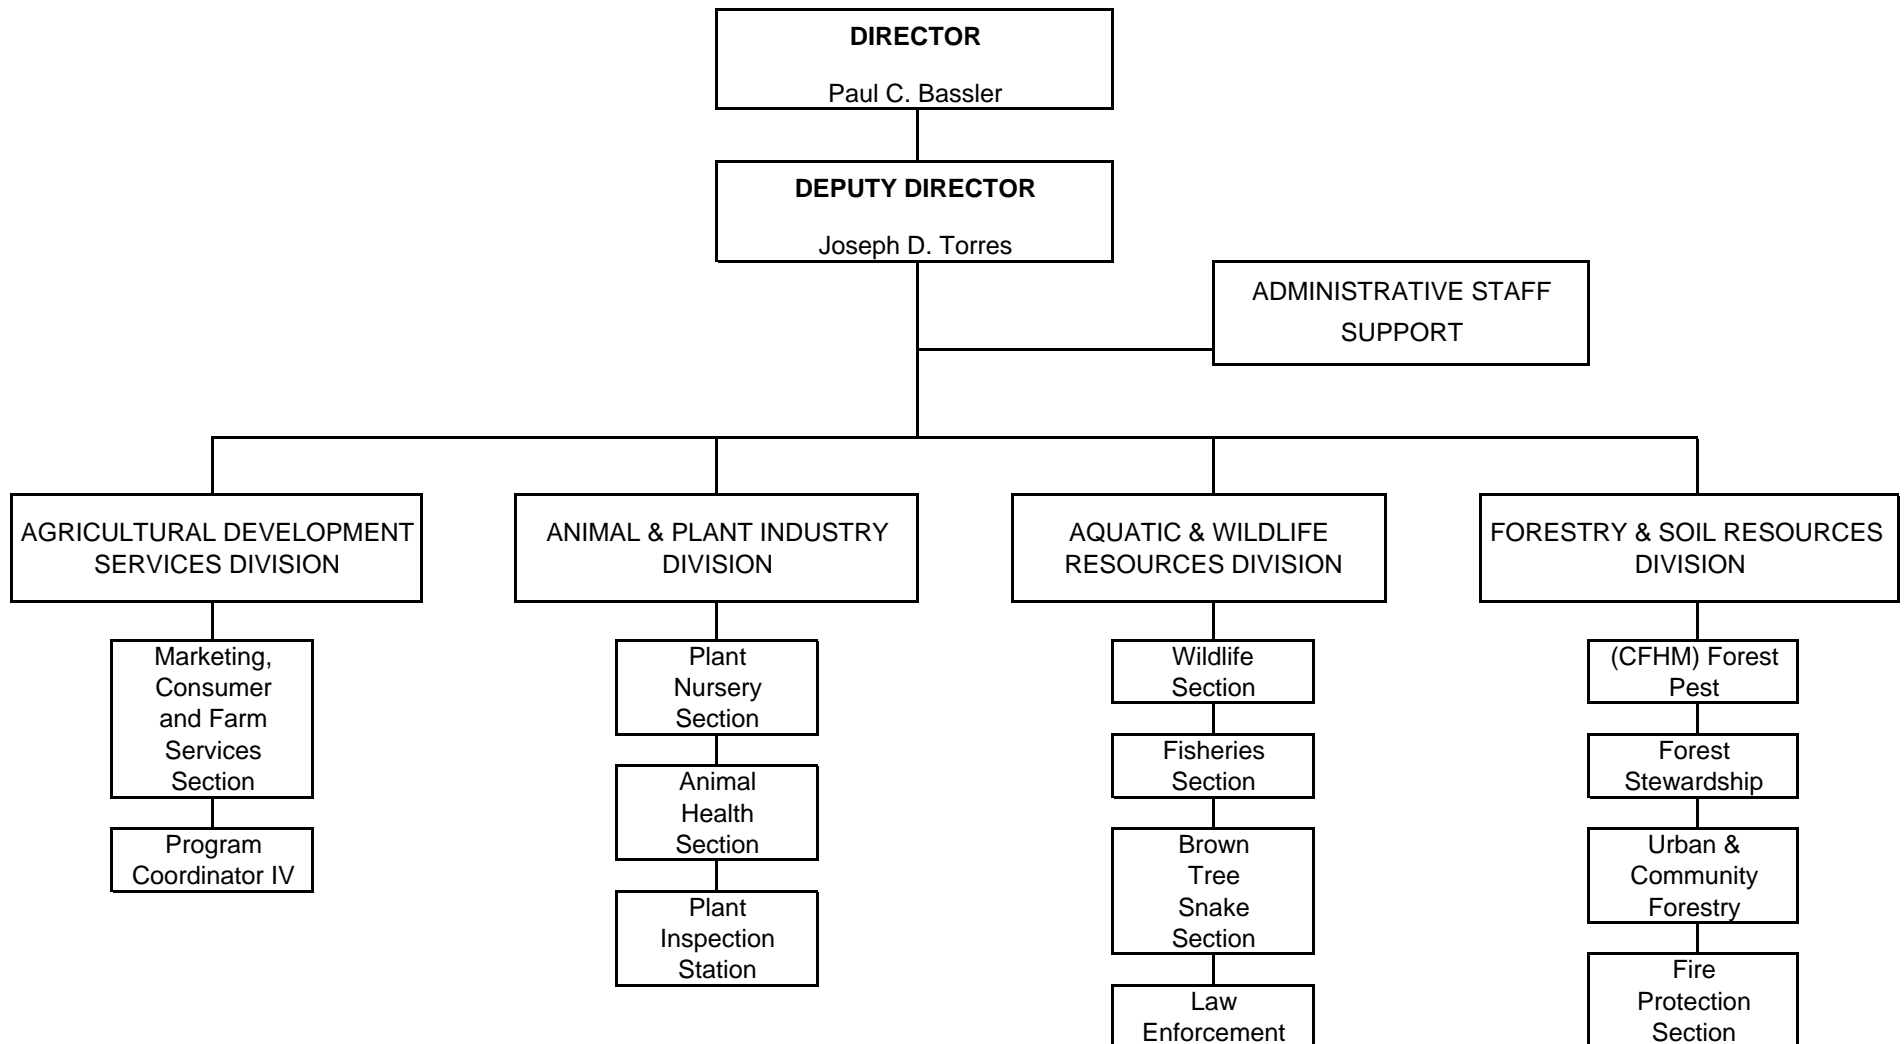 DIRECTOR
Paul C. Bassler
DEPUTY DIRECTOR
Joseph D. Torres
ADMINISTRATIVE STAFF
SUPPORT
AGRICULTURAL DEVELOPMENT
SERVICES DIVISION
Marketing,
Consumer
and Farm
Services
Section
Program
Coordinator IV
ANIMAL & PLANT INDUSTRY
DIVISION
Plant
Nursery
Section
Animal
Health
Section
Plant
Inspection
Station
AQUATIC & WILDLIFE
RESOURCES DIVISION
Wildlife
Section
Fisheries
Section
Brown
Tree
Snake
Section
Law
Enforcement
FORESTRY & SOIL RESOURCES
DIVISION
(CFHM) Forest
Pest
Forest
Stewardship
Urban &
Community
Forestry
Fire
Protection
Section